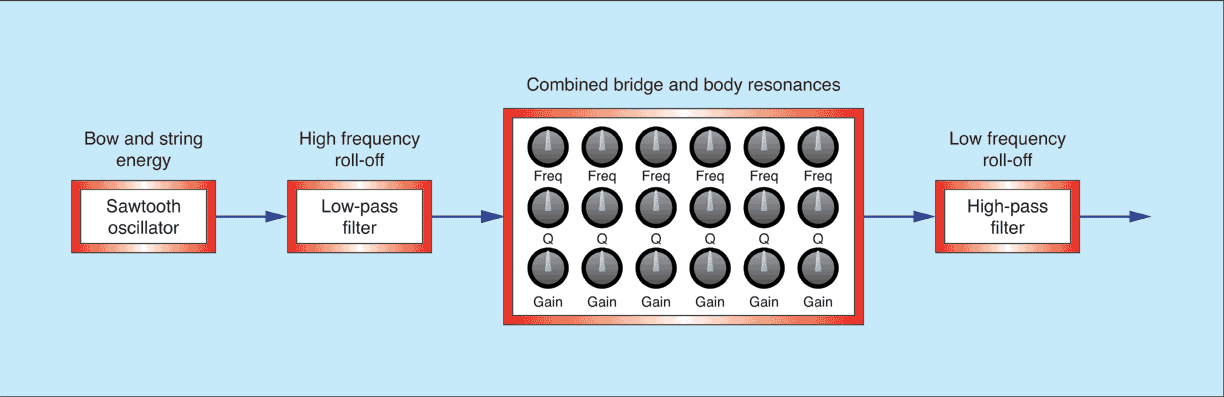 Combined bridge and body resonances
Bow and string
energy
High frequency
roll-off
Low frequency
roll-off
Sawtooth
oscillator
Low-pass
filter
Freq Freq Freq Freq Freq Freq
Q Q Q Q Q Q
Gain Gain Gain Gain Gain Gain
High-pass
filter